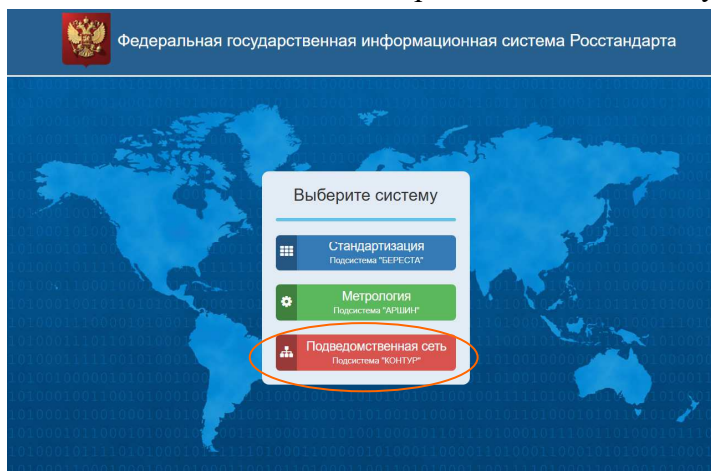 Федеральная государственная информационная система Росстандарта
Выберите систему
Стандартизация
Подсистема "БЕРЕСТА"
Метрология
Подсистема "АРШИН"
Подведомственная сеть
Подсистема "КОНТУР"